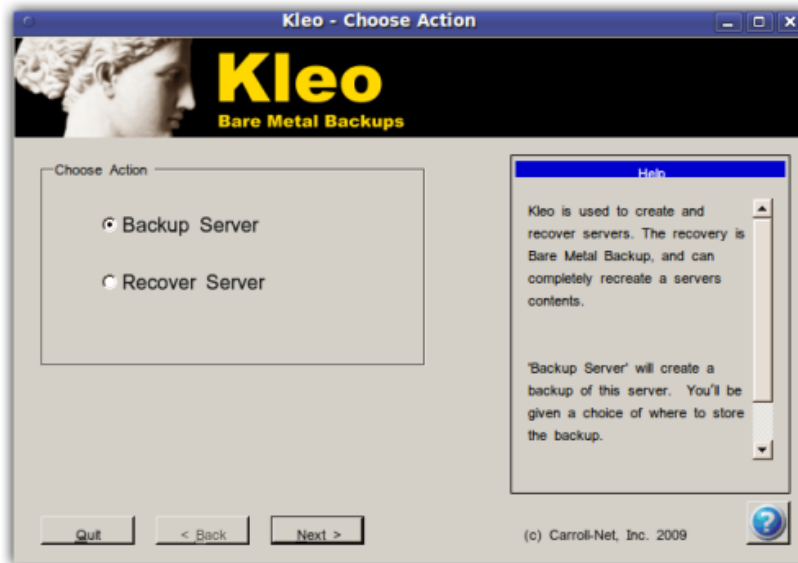 Kleo - Choose Action
Kleo
Bare Metal Backups
Choose Action
Backup Server
Recover Server
Help
Kleo is used to create and
recover servers. The recovery is
Bare Metal Backup, and can
completely recreate a servers
contents.
'Backup Server' will create a
backup of this server. You'll be
given a choice of where to store
the backup.
Quit
< Back
Next >
(c) Carroll-Net, Inc. 2009
?